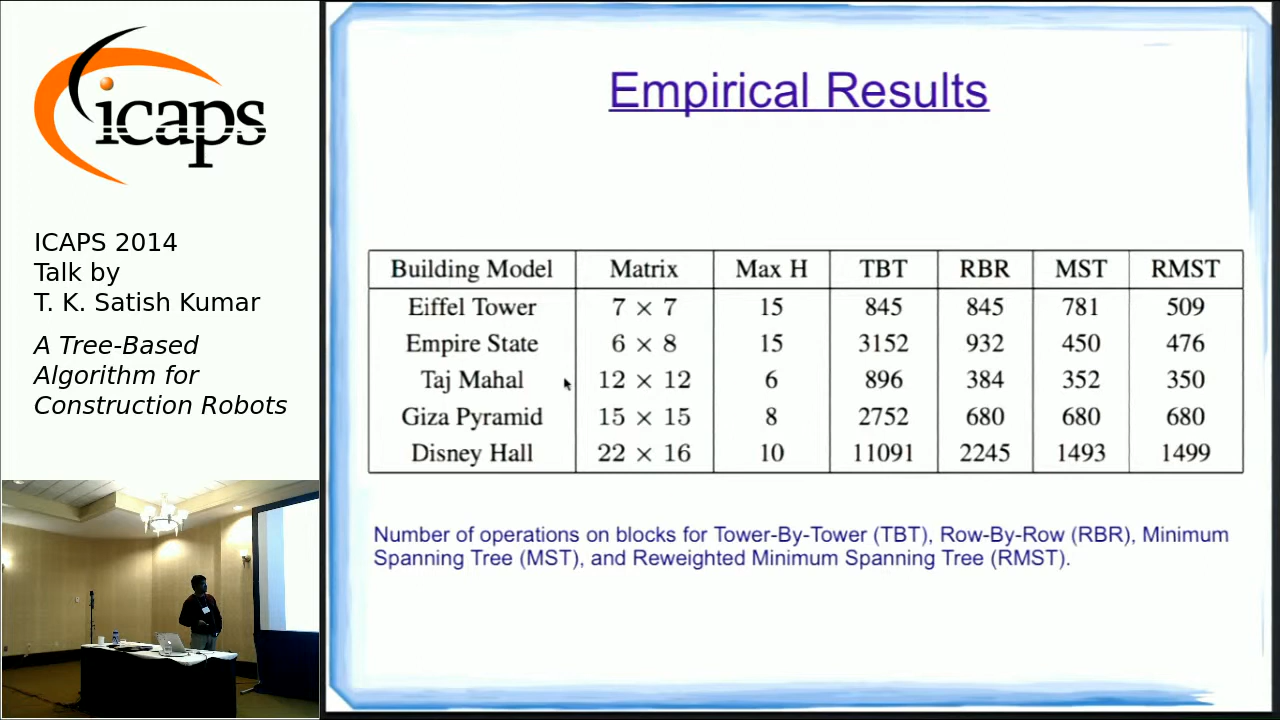 icaps
ICAPS 2014
Talk by
T. K. Satish Kumar
A Tree-Based
Algorithm for
Construction Robots
Empirical Results
Building Model Matrix Max H TBT RBR MST RMST
Eiffel Tower 7 × 7 15 845 845 781 509
Empire State 6 × 8 15 3152 932 450 476
Taj Mahal 12 × 12 6 896 384 352 350
Giza Pyramid 15 × 15 8 2752 680 680 680
Disney Hall 22 × 16 10 11091 2245 1493 1499
Number of operations on blocks for Tower-By-Tower (TBT), Row-By-Row (RBR), Minimum
Spanning Tree (MST), and Reweighted Minimum Spanning Tree (RMST).